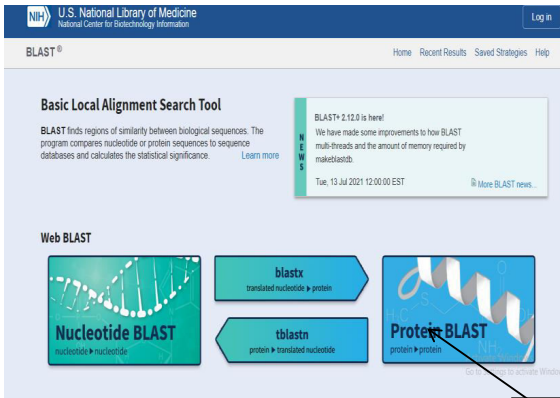 NIH
U.S. National Library of Medicine
National Center for Biotechnology Information
Log in
BLAST ®
Home Recent Results Saved Strategies Help
Basic Local Alignment Search Tool
BLAST finds regions of similarity between biological sequences. The
program compares nucleotide or protein sequences to sequence
databases and calculates the statistical significance. Learn more
NEWS
BLAST+ 2.12.0 is here!
We have made some improvements to how BLAST
multi-threads and the amount of memory required by
makeblastdb.
Tue, 13 Jul 2021 12:00:00 EST
More BLAST news...
Web BLAST
Nucleotide BLAST
nucleotide ▶ nucleotide
blastx
translated nucleotide ▶ protein
tblastn
protein ▶ translated nucleotide
Protein BLAST
protein ▶ protein